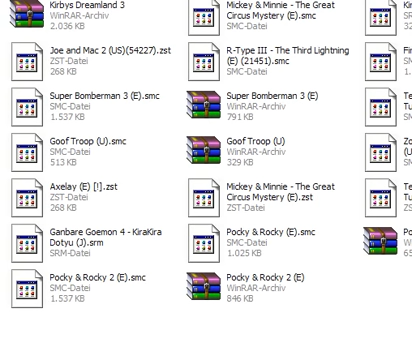 Kirbys Dreamland 3
WinRAR-Archiv
2.036 KB
Mickey & Minnie - The Great
Circus Mystery (E).smc
SMC-Datei
Joe and Mac 2 (US)(54227).zst
ZST-Datei
268 KB
R-Type III - The Third Lightning
(E) (21451).smc
SMC-Datei
Super Bomberman 3 (E).smc
SMC-Datei
1.537 KB
Super Bomberman 3 (E)
WinRAR-Archiv
791 KB
Goof Troop (U).smc
SMC-Datei
513 KB
Goof Troop (U)
WinRAR-Archiv
329 KB
Axelay (E) [!].zst
ZST-Datei
268 KB
Mickey & Minnie - The Great
Circus Mystery (E).zst
ZST-Datei
Ganbare Goemon 4 - KiraKira
Dotyu (J).srm
SRM-Datei
Pocky & Rocky (E).smc
SMC-Datei
1.025 KB
Pocky & Rocky 2 (E).smc
SMC-Datei
1.537 KB
Pocky & Rocky 2 (E)
WinRAR-Archiv
846 KB